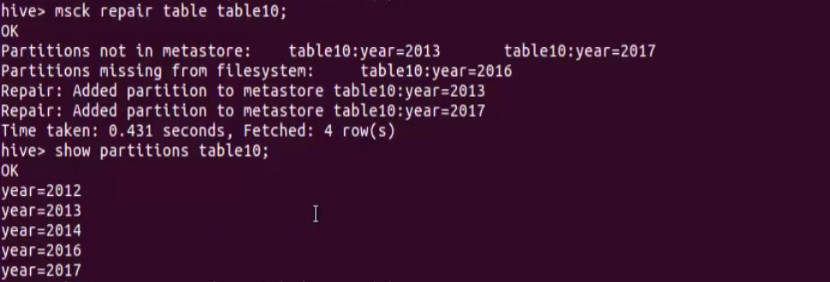 hive> msck repair table table10;
OK
Partitions not in metastore:    table10:year=2013       table10:year=2017
Partitions missing from filesystem:     table10:year=2016
Repair: Added partition to metastore table10:year=2013
Repair: Added partition to metastore table10:year=2017
Time taken: 0.431 seconds, Fetched: 4 row(s)
hive> show partitions table10;
OK
year=2012
year=2013
year=2014
year=2016
year=2017